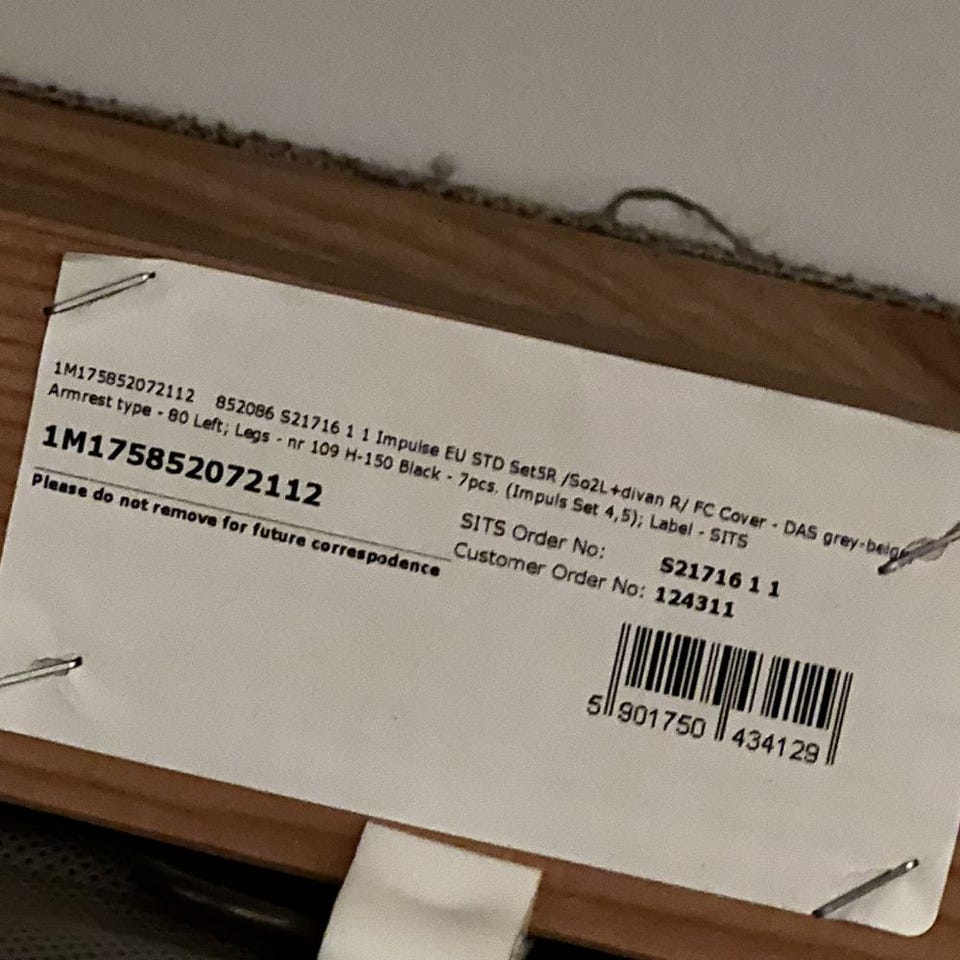 1M175852072112 852086 S21716 1 1 Impulse EU STD Set5R /So2L+divan R/ FC Cover - DAS grey-beige
Armrest type - 80 Left; Legs - nr 109 H-150 Black - 7pcs. (Impuls Set 4,5); Label - SITS
1M175852072112
Please do not remove for future correspodence
SITS Order No: S21716 1 1
Customer Order No: 124311
5 901750 434129